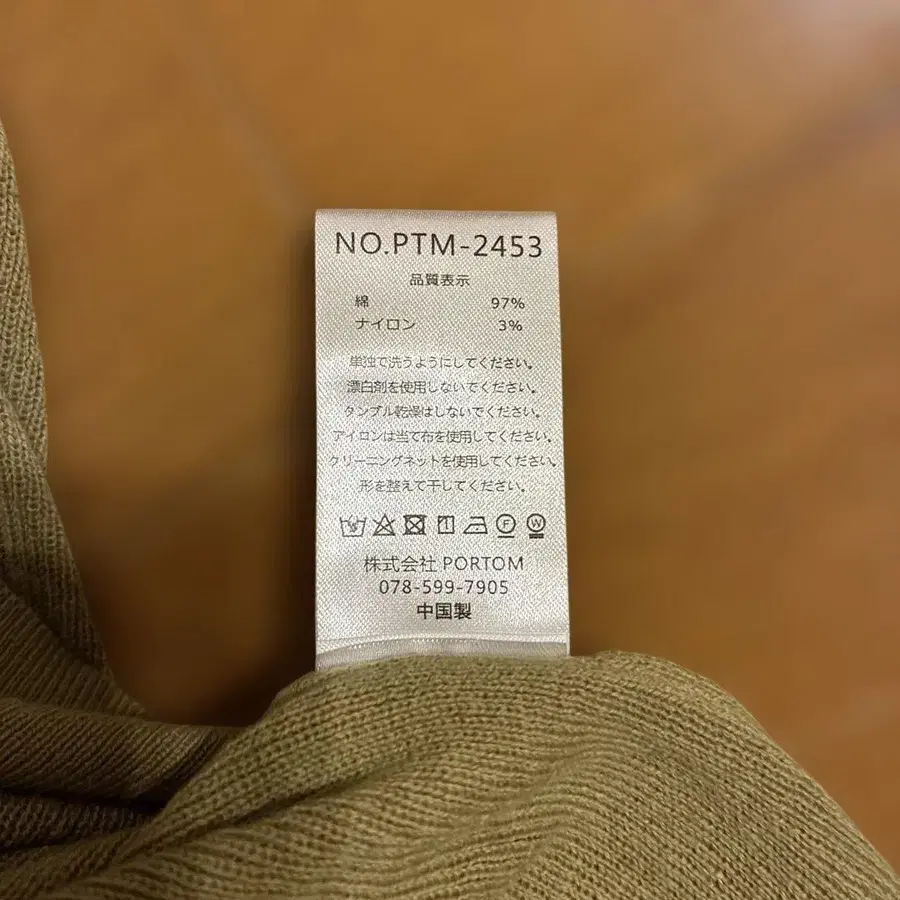 NO.PTM-2453
品質表示
綿 97%
ナイロン 3%
単独で洗うようにしてください。
漂白剤を使用しないでください。
タンブル乾燥はしないでください。
アイロンは当て布を使用してください。
クリーニングネットを使用してください。
形を整えて干してください。
F W
株式会社 PORTOM
078-599-7905
中国製